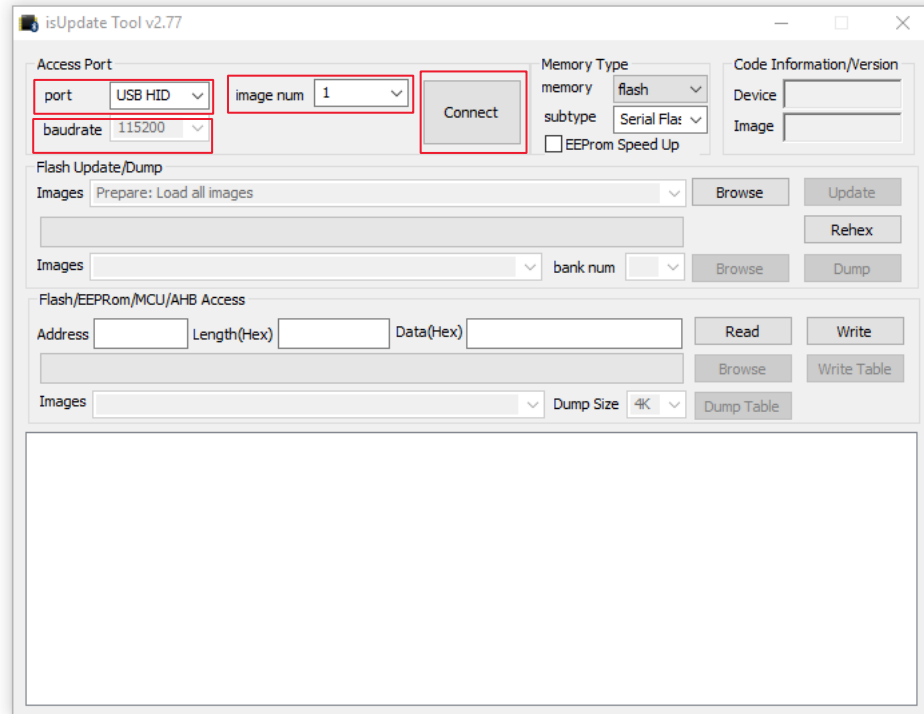 isUpdate Tool v2.77
Access Port
port USB HID image num 1 Connect
baudrate 115200
Memory Type
memory flash
subtype Serial Flas
EEProm Speed Up
Code Information/Version
Device
Image
Flash Update/Dump
Images Prepare: Load all images Browse Update
Rehex
Images bank num Browse Dump
Flash/EEPRom/MCU/AHB Access
Address Length(Hex) Data(Hex) Read Write
Browse Write Table
Images Dump Size 4K Dump Table